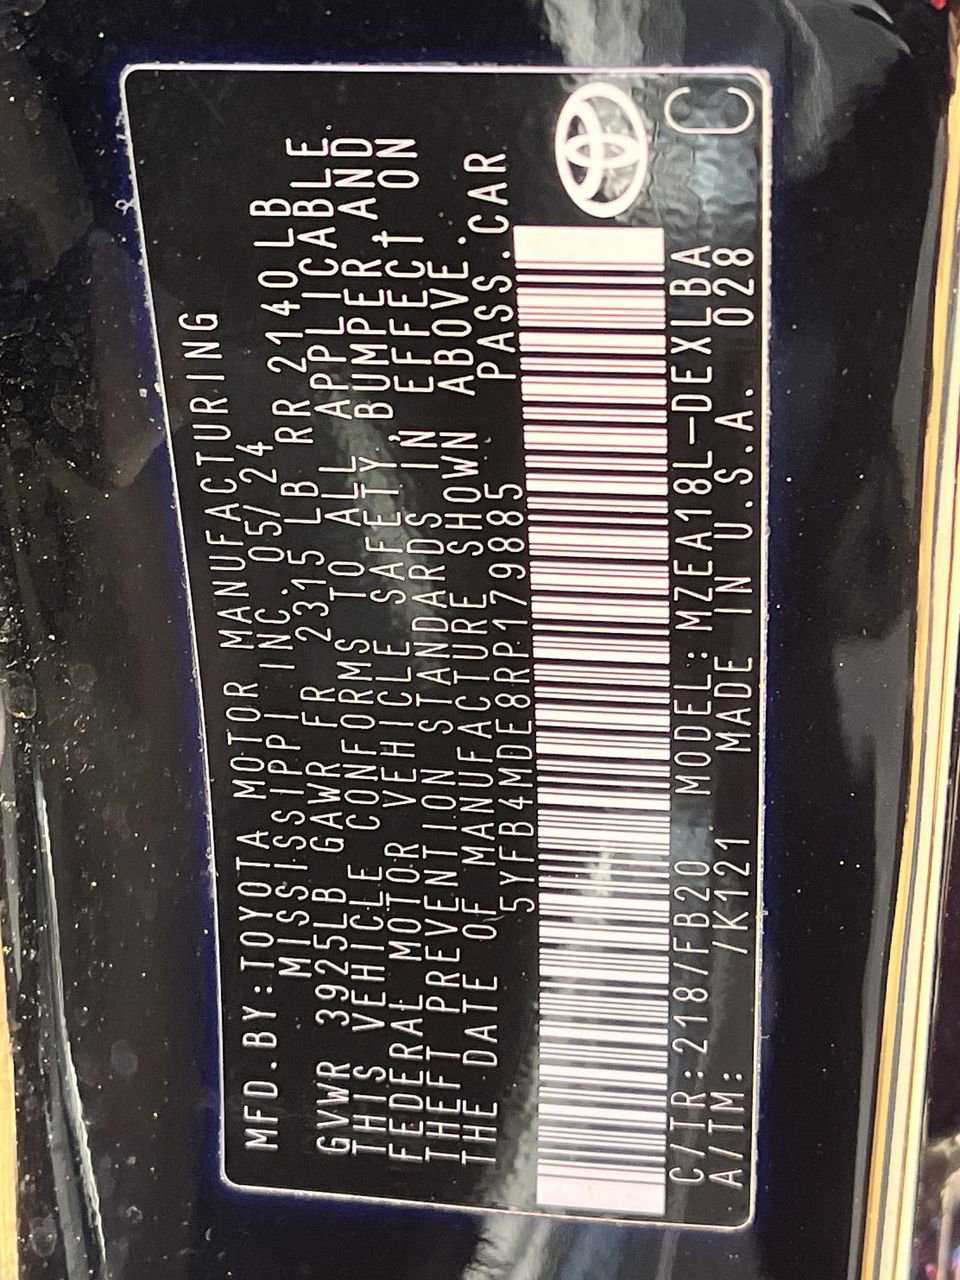 MFD.BY:TOYOTA MOTOR MANUFACTURING
MISSISSIPPI INC. 05/24
GVWR 3925LB GAWR FR 2315 LB RR 2140LB
THIS VEHICLE CONFORMS TO ALL APPLICABLE
FEDERAL MOTOR VEHICLE SAFETY, BUMPER, AND
THEFT PREVENTION STANDARDS IN EFFECT ON
THE DATE OF MANUFACTURE SHOWN ABOVE.
5YFB4MDE8RP179885 PASS.CAR
C/TR:218/FB20 MODEL:MZEA18L-DEXLBA C
A/TM: /K121 MADE IN U.S.A. 028